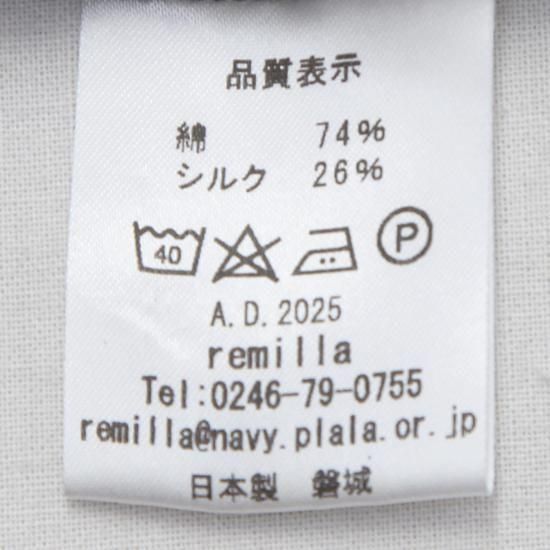 品質表示
綿 74%
シルク 26%
40 P
A.D.2025
remilla
Tel:0246-79-0755
remilla@navy.plala.or.jp
日本製 磐城